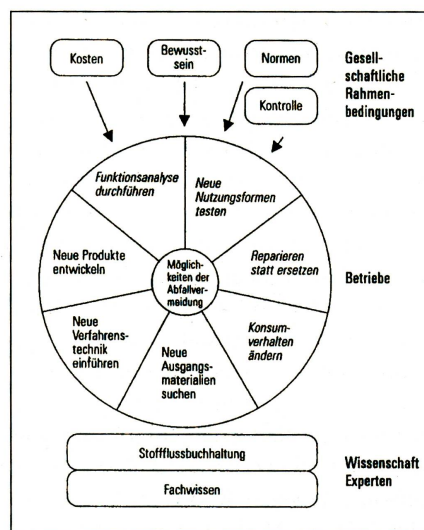 Kosten
Bewusst-
sein
Normen
Kontrolle
Gesell-
schaftliche
Rahmen-
bedingungen
Funktionsanalyse
durchführen
Neue
Nutzungsformen
testen
Neue Produkte
entwickeln
Möglich-
keiten der
Abfallver-
meidung
Reparieren
statt ersetzen
Betriebe
Neue
Verfahrens-
technik
einführen
Neue
Ausgangs-
materialien
suchen
Konsum-
verhalten
ändern
Stoffflussbuchhaltung
Fachwissen
Wissenschaft
Experten